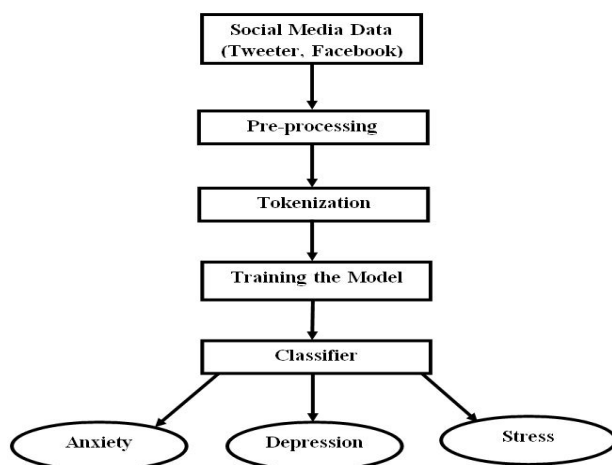 Social Media Data
(Tweeter, Facebook)
Pre-processing
Tokenization
Training the Model
Classifier
Anxiety
Depression
Stress